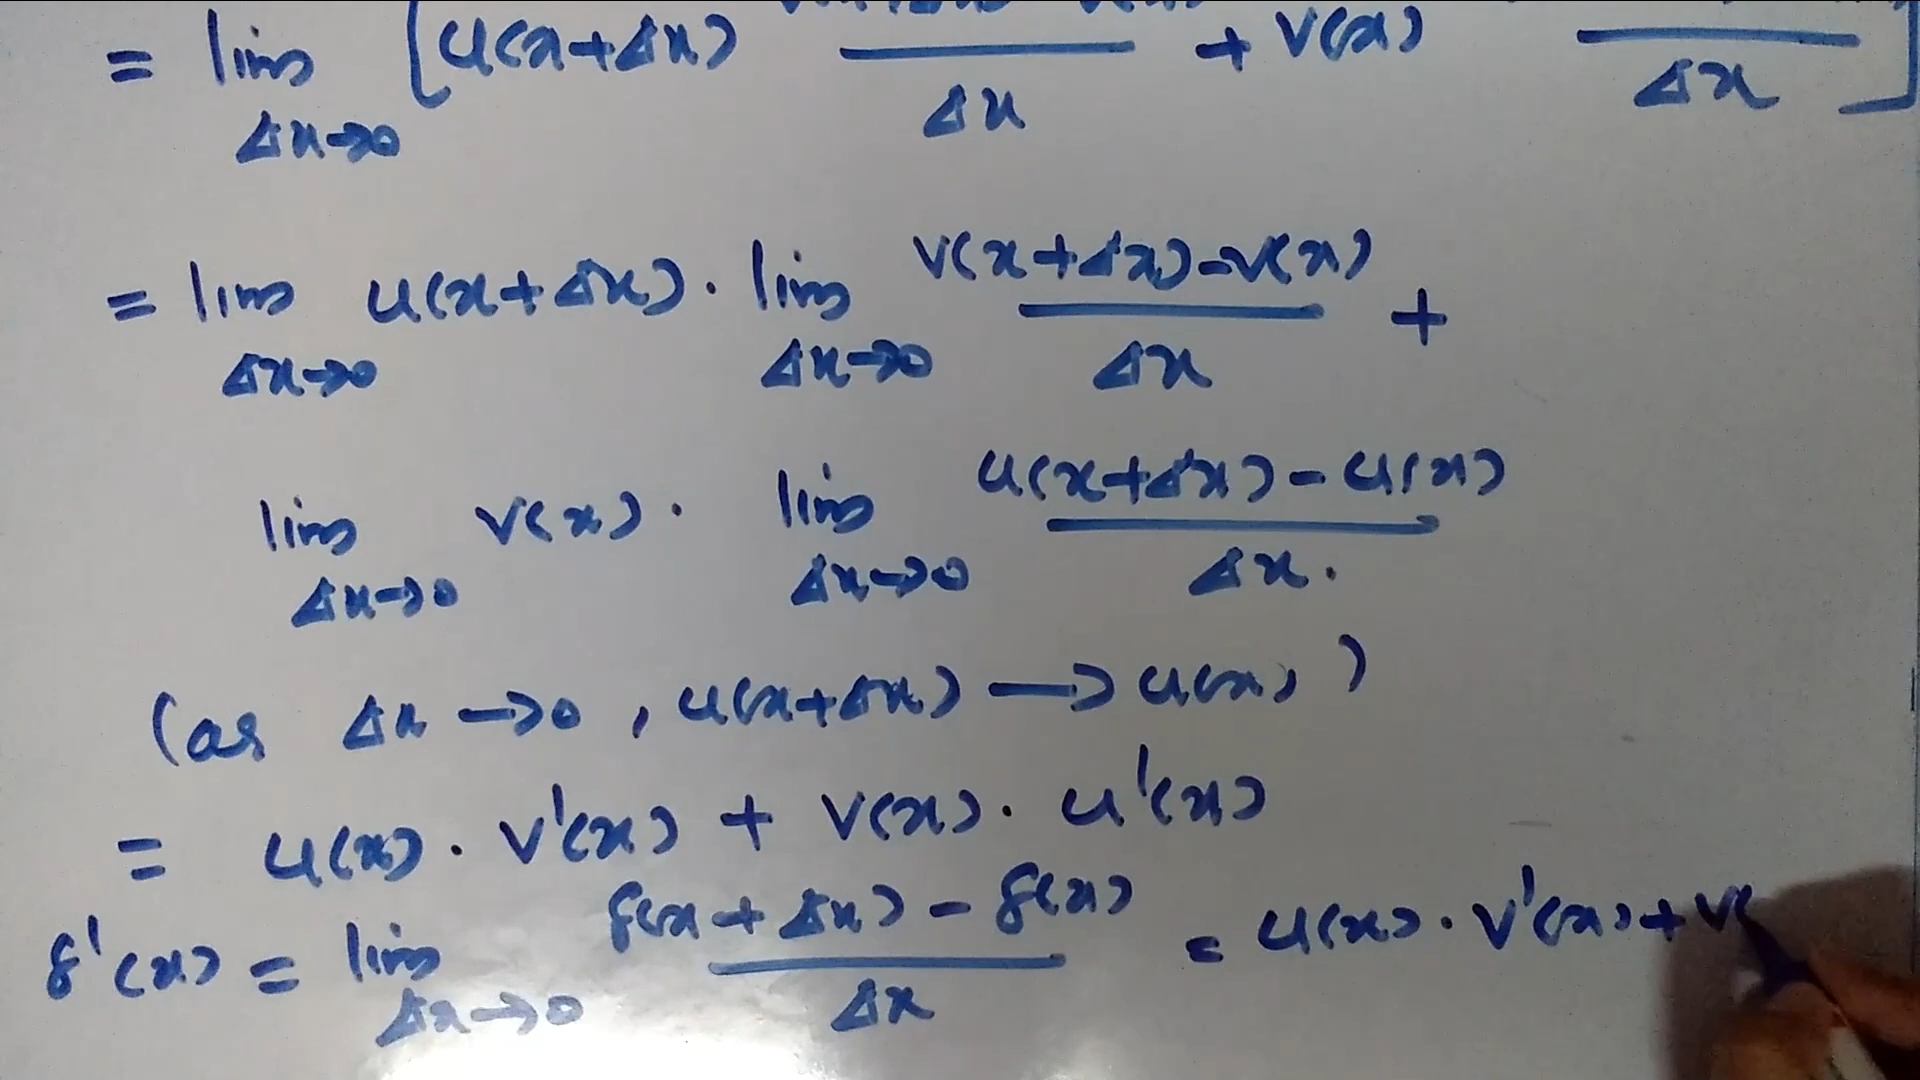 = lim [u(x+Δx) ——— + v(x) ——— ]
Δx→0 Δx Δx
= lim u(x+Δx) . lim v(x+Δx)-v(x) +
Δx→0 Δx→0 Δx
lim v(x) . lim u(x+Δx)-u(x)
Δx→0 Δx→0 Δx.
(as Δx →0 , u(x+Δx) → u(x) )
= u(x) . v'(x) + v(x) . u'(x)
f'(x) = lim f(x+Δx) - f(x) = u(x) . v'(x)+v(
Δx→0 Δx